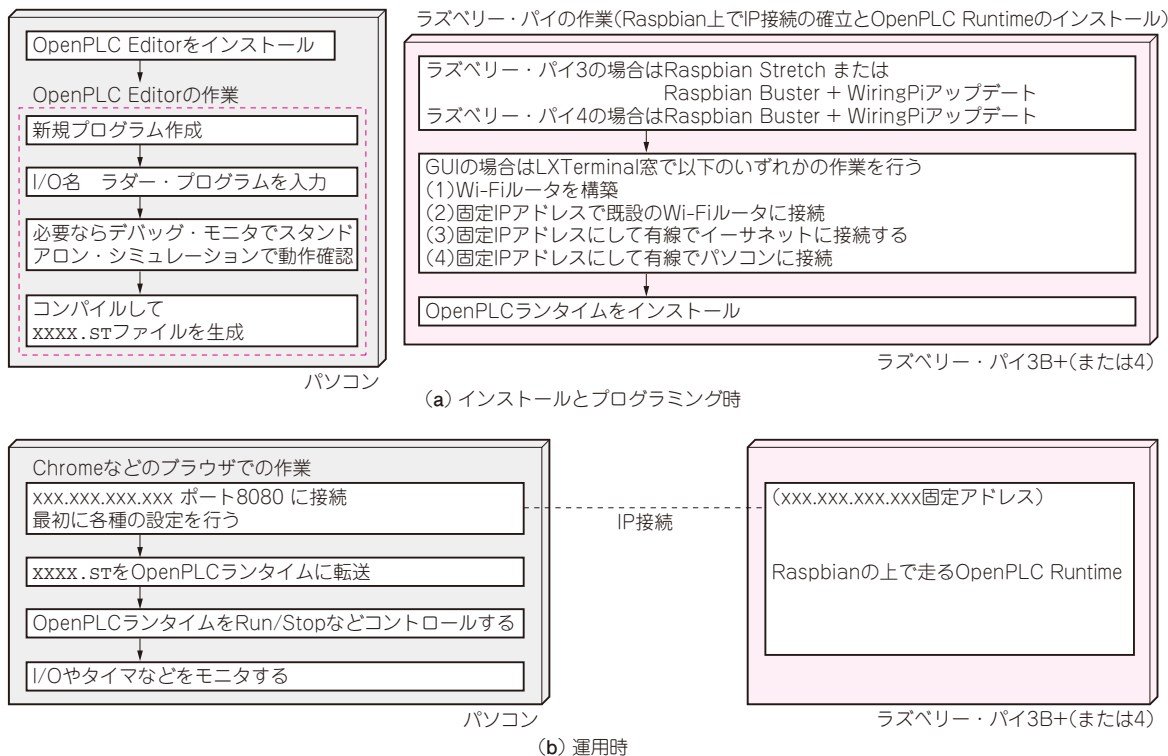 OpenPLC Editorをインストール
OpenPLC Editorの作業
新規プログラム作成
I/O名　ラダー・プログラムを入力
必要ならデバッグ・モニタでスタンド
アロン・シミュレーションで動作確認
コンパイルして
xxxx.STファイルを生成
パソコン
ラズベリー・パイの作業(Raspbian上でIP接続の確立とOpenPLC Runtimeのインストール)
ラズベリー・パイ3の場合はRaspbian Stretch または
Raspbian Buster + WiringPiアップデート
ラズベリー・パイ4の場合はRaspbian Buster + WiringPiアップデート
GUIの場合はLXTerminal窓で以下のいずれかの作業を行う
(1)Wi-Fiルータを構築
(2)固定IPアドレスで既設のWi-Fiルータに接続
(3)固定IPアドレスにして有線でイーサネットに接続する
(4)固定IPアドレスにして有線でパソコンに接続
OpenPLCランタイムをインストール
ラズベリー・パイ3B+(または4)
(a) インストールとプログラミング時
Chromeなどのブラウザでの作業
xxx.xxx.xxx.xxx ポート8080 に接続
最初に各種の設定を行う
xxxx.STをOpenPLCランタイムに転送
OpenPLCランタイムをRun/Stopなどコントロールする
I/Oやタイマなどをモニタする
パソコン
IP接続
(xxx.xxx.xxx.xxx固定アドレス)
Raspbianの上で走るOpenPLC Runtime
ラズベリー・パイ3B+(または4)
(b) 運用時